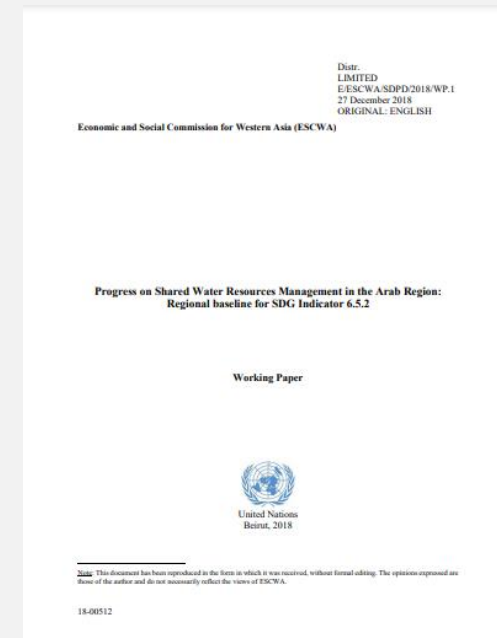 Distr.
LIMITED
E/ESCWA/SDPD/2018/WP.1
27 December 2018
ORIGINAL: ENGLISH
Economic and Social Commission for Western Asia (ESCWA)
Progress on Shared Water Resources Management in the Arab Region:
Regional baseline for SDG Indicator 6.5.2
Working Paper
United Nations
Beirut, 2018
Note: This document has been reproduced in the form in which it was received, without formal editing. The opinions expressed are
those of the author and do not necessarily reflect the views of ESCWA.
18-00512